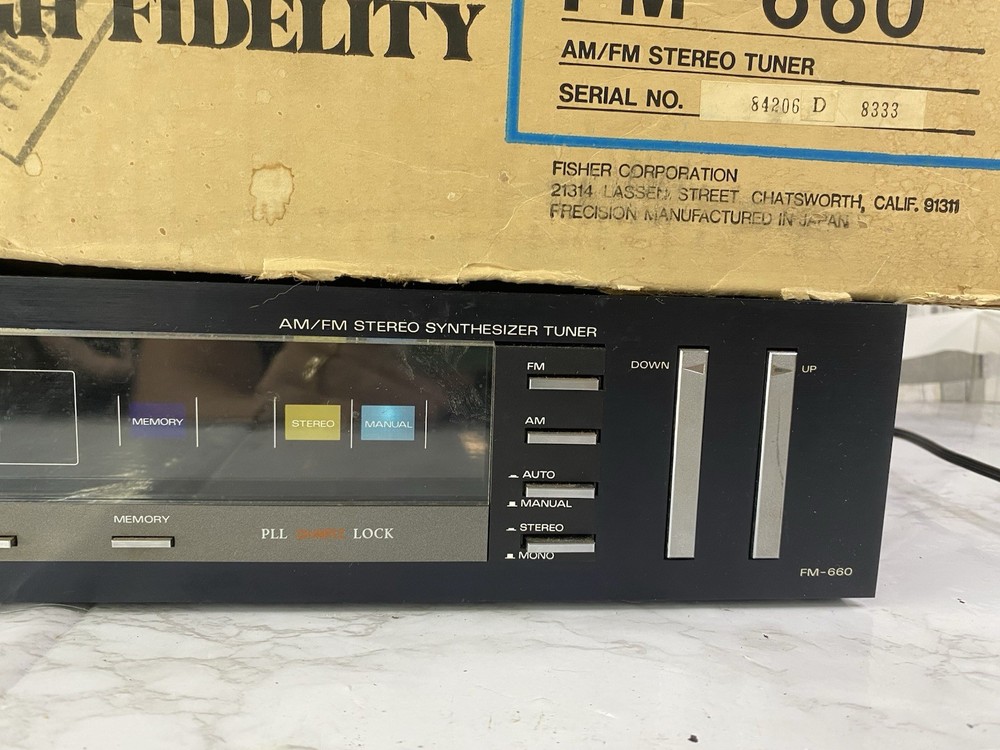 FIDELITY
FM-660
AM/FM STEREO TUNER
SERIAL NO. 84206 D 8333
FISHER CORPORATION
21314 LASSEN STREET CHATSWORTH, CALIF. 91311
PRECISION MANUFACTURED IN JAPAN
AM/FM STEREO SYNTHESIZER TUNER
FM
DOWN
UP
MEMORY
STEREO
MANUAL
AM
AUTO
MANUAL
MEMORY
PLL QUARTZ LOCK
STEREO
MONO
FM-660